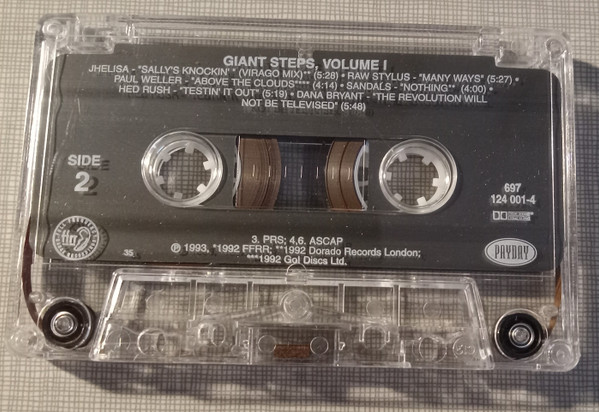 GIANT STEPS, VOLUME I
JHELISA - "SALLY'S KNOCKIN'* (VIRAGO MIX)** (5:28) • RAW STYLUS - "MANY WAYS" (5:27) •
PAUL WELLER - "ABOVE THE CLOUDS"*** (4:14) • SANDALS - "NOTHING"* (4:00) •
HED RUSH - "TESTIN' IT OUT" (5:19) • DANA BRYANT - "THE REVOLUTION WILL
NOT BE TELEVISED" (5:48)
SIDE
2
697
124 001-4
ffrr
35
3. PRS; 4,6. ASCAP
℗ 1993, *1992 FFRR; **1992 Dorado Records London;
***1992 Go! Discs Ltd.
PAYDAY